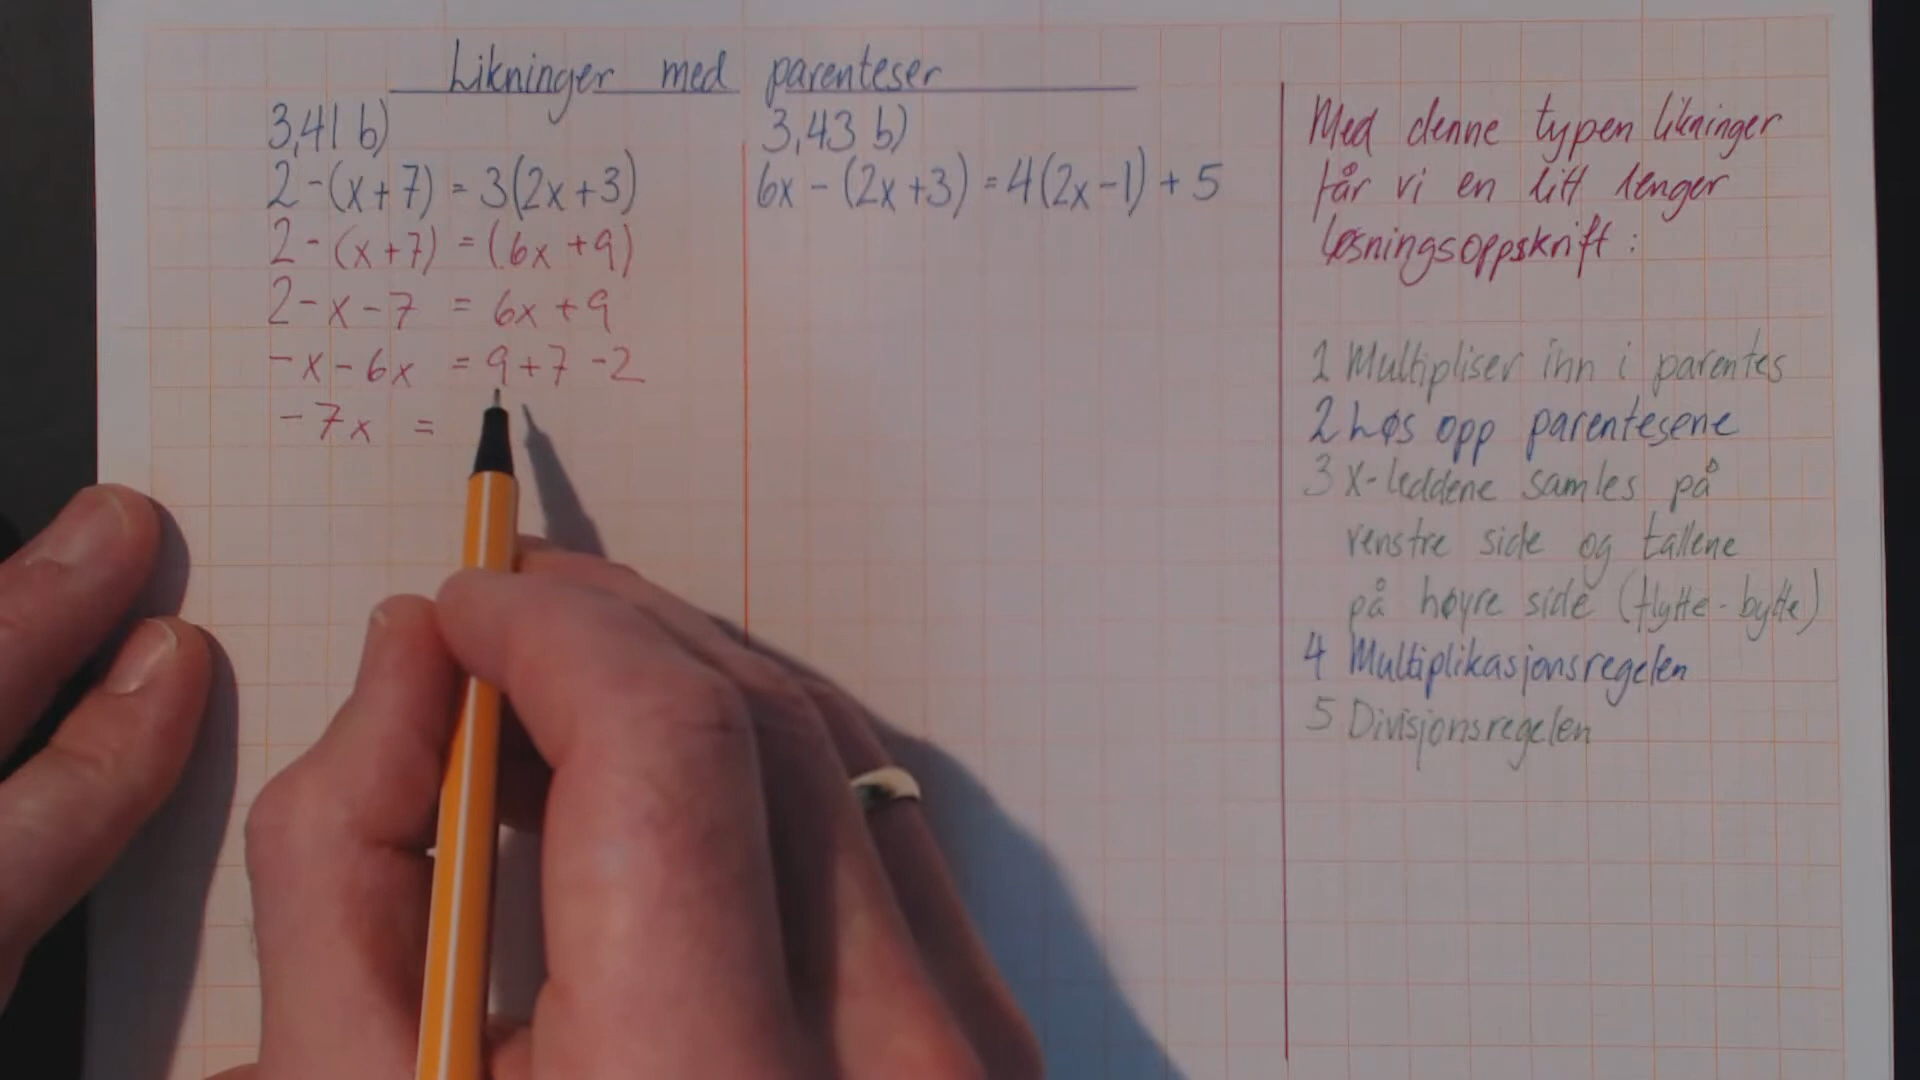 Likninger med parenteser
3,41 b)
2-(x+7) = 3(2x+3)
2-(x+7) = (6x+9)
2-x-7 = 6x+9
-x-6x = 9+7-2
-7x =
3,43 b)
6x-(2x+3) = 4(2x-1)+5
Med denne typen likninger
får vi en litt lenger
løsningsoppskrift:
1 Multipliser inn i parentes
2 Løs opp parentesene
3 x-leddene samles på
venstre side og tallene
på høyre side (flytte-bytte)
4 Multiplikasjonsregelen
5 Divisjonsregelen